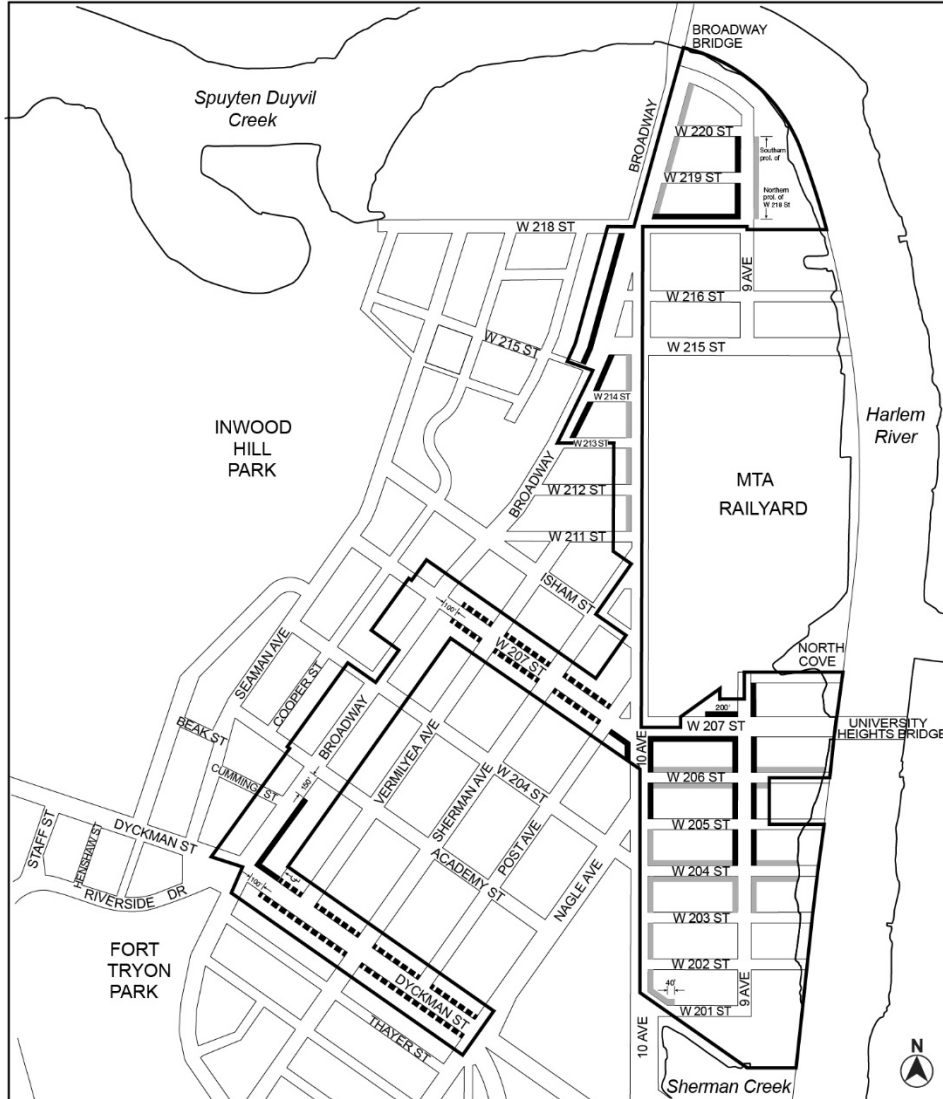 BROADWAY
BRIDGE
Spuyten Duyvil
Creek
BROADWAY
W 220 ST
Southern
prol. of
W 219 ST
Northern
prol. of
W 218 St
W 218 ST
9 AVE
W 216 ST
W 215 ST
W 215 ST
W 214 ST
Harlem
River
INWOOD
HILL
PARK
W 213 ST
BROADWAY
MTA
RAILYARD
W 212 ST
W 211 ST
ISHAM ST
100'
W 207 ST
NORTH
COVE
SEAMAN AVE
COOPER ST
200'
W 207 ST
UNIVERSITY
HEIGHTS BRIDGE
BROADWAY
BEAK ST
VERMILYEA AVE
10 AVE
W 206 ST
CUMMING ST
150'
SHERMAN AVE
W 204 ST
W 205 ST
DYCKMAN ST
STAFF ST
HENSHAW ST
POST AVE
ACADEMY ST
W 204 ST
RIVERSIDE DR
100'
NAGLE AVE
W 203 ST
FORT
TRYON
PARK
W 202 ST
40'
DYCKMAN ST
9 AVE
W 201 ST
THAYER ST
10 AVE
N
Sherman Creek